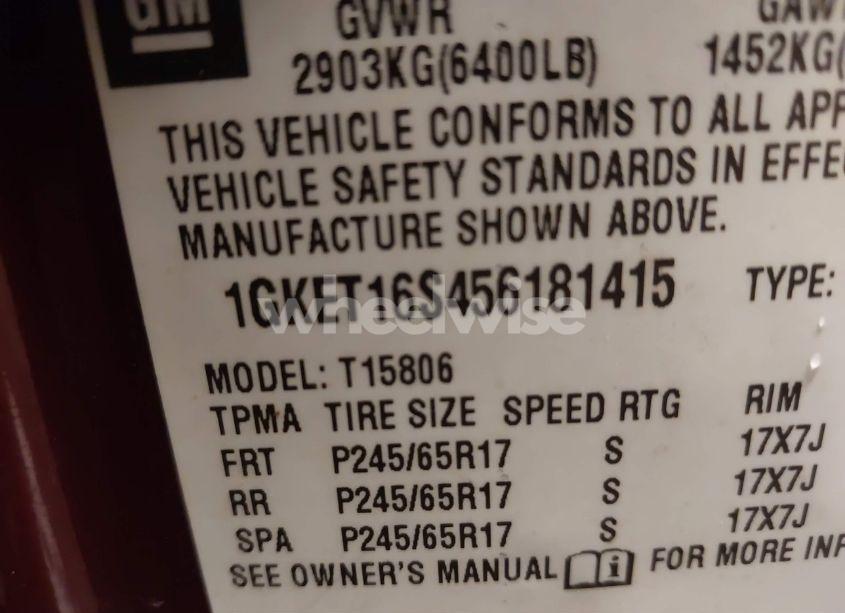 GM
GVWR GAW
2903KG(6400LB) 1452KG(
THIS VEHICLE CONFORMS TO ALL APP
VEHICLE SAFETY STANDARDS IN EFFE
MANUFACTURE SHOWN ABOVE.
1GKET16S456181415 TYPE:
wheelwise
MODEL: T15806
TPMA TIRE SIZE SPEED RTG RIM
FRT P245/65R17 S 17X7J
RR P245/65R17 S 17X7J
SPA P245/65R17 S 17X7J
SEE OWNER'S MANUAL i FOR MORE INF